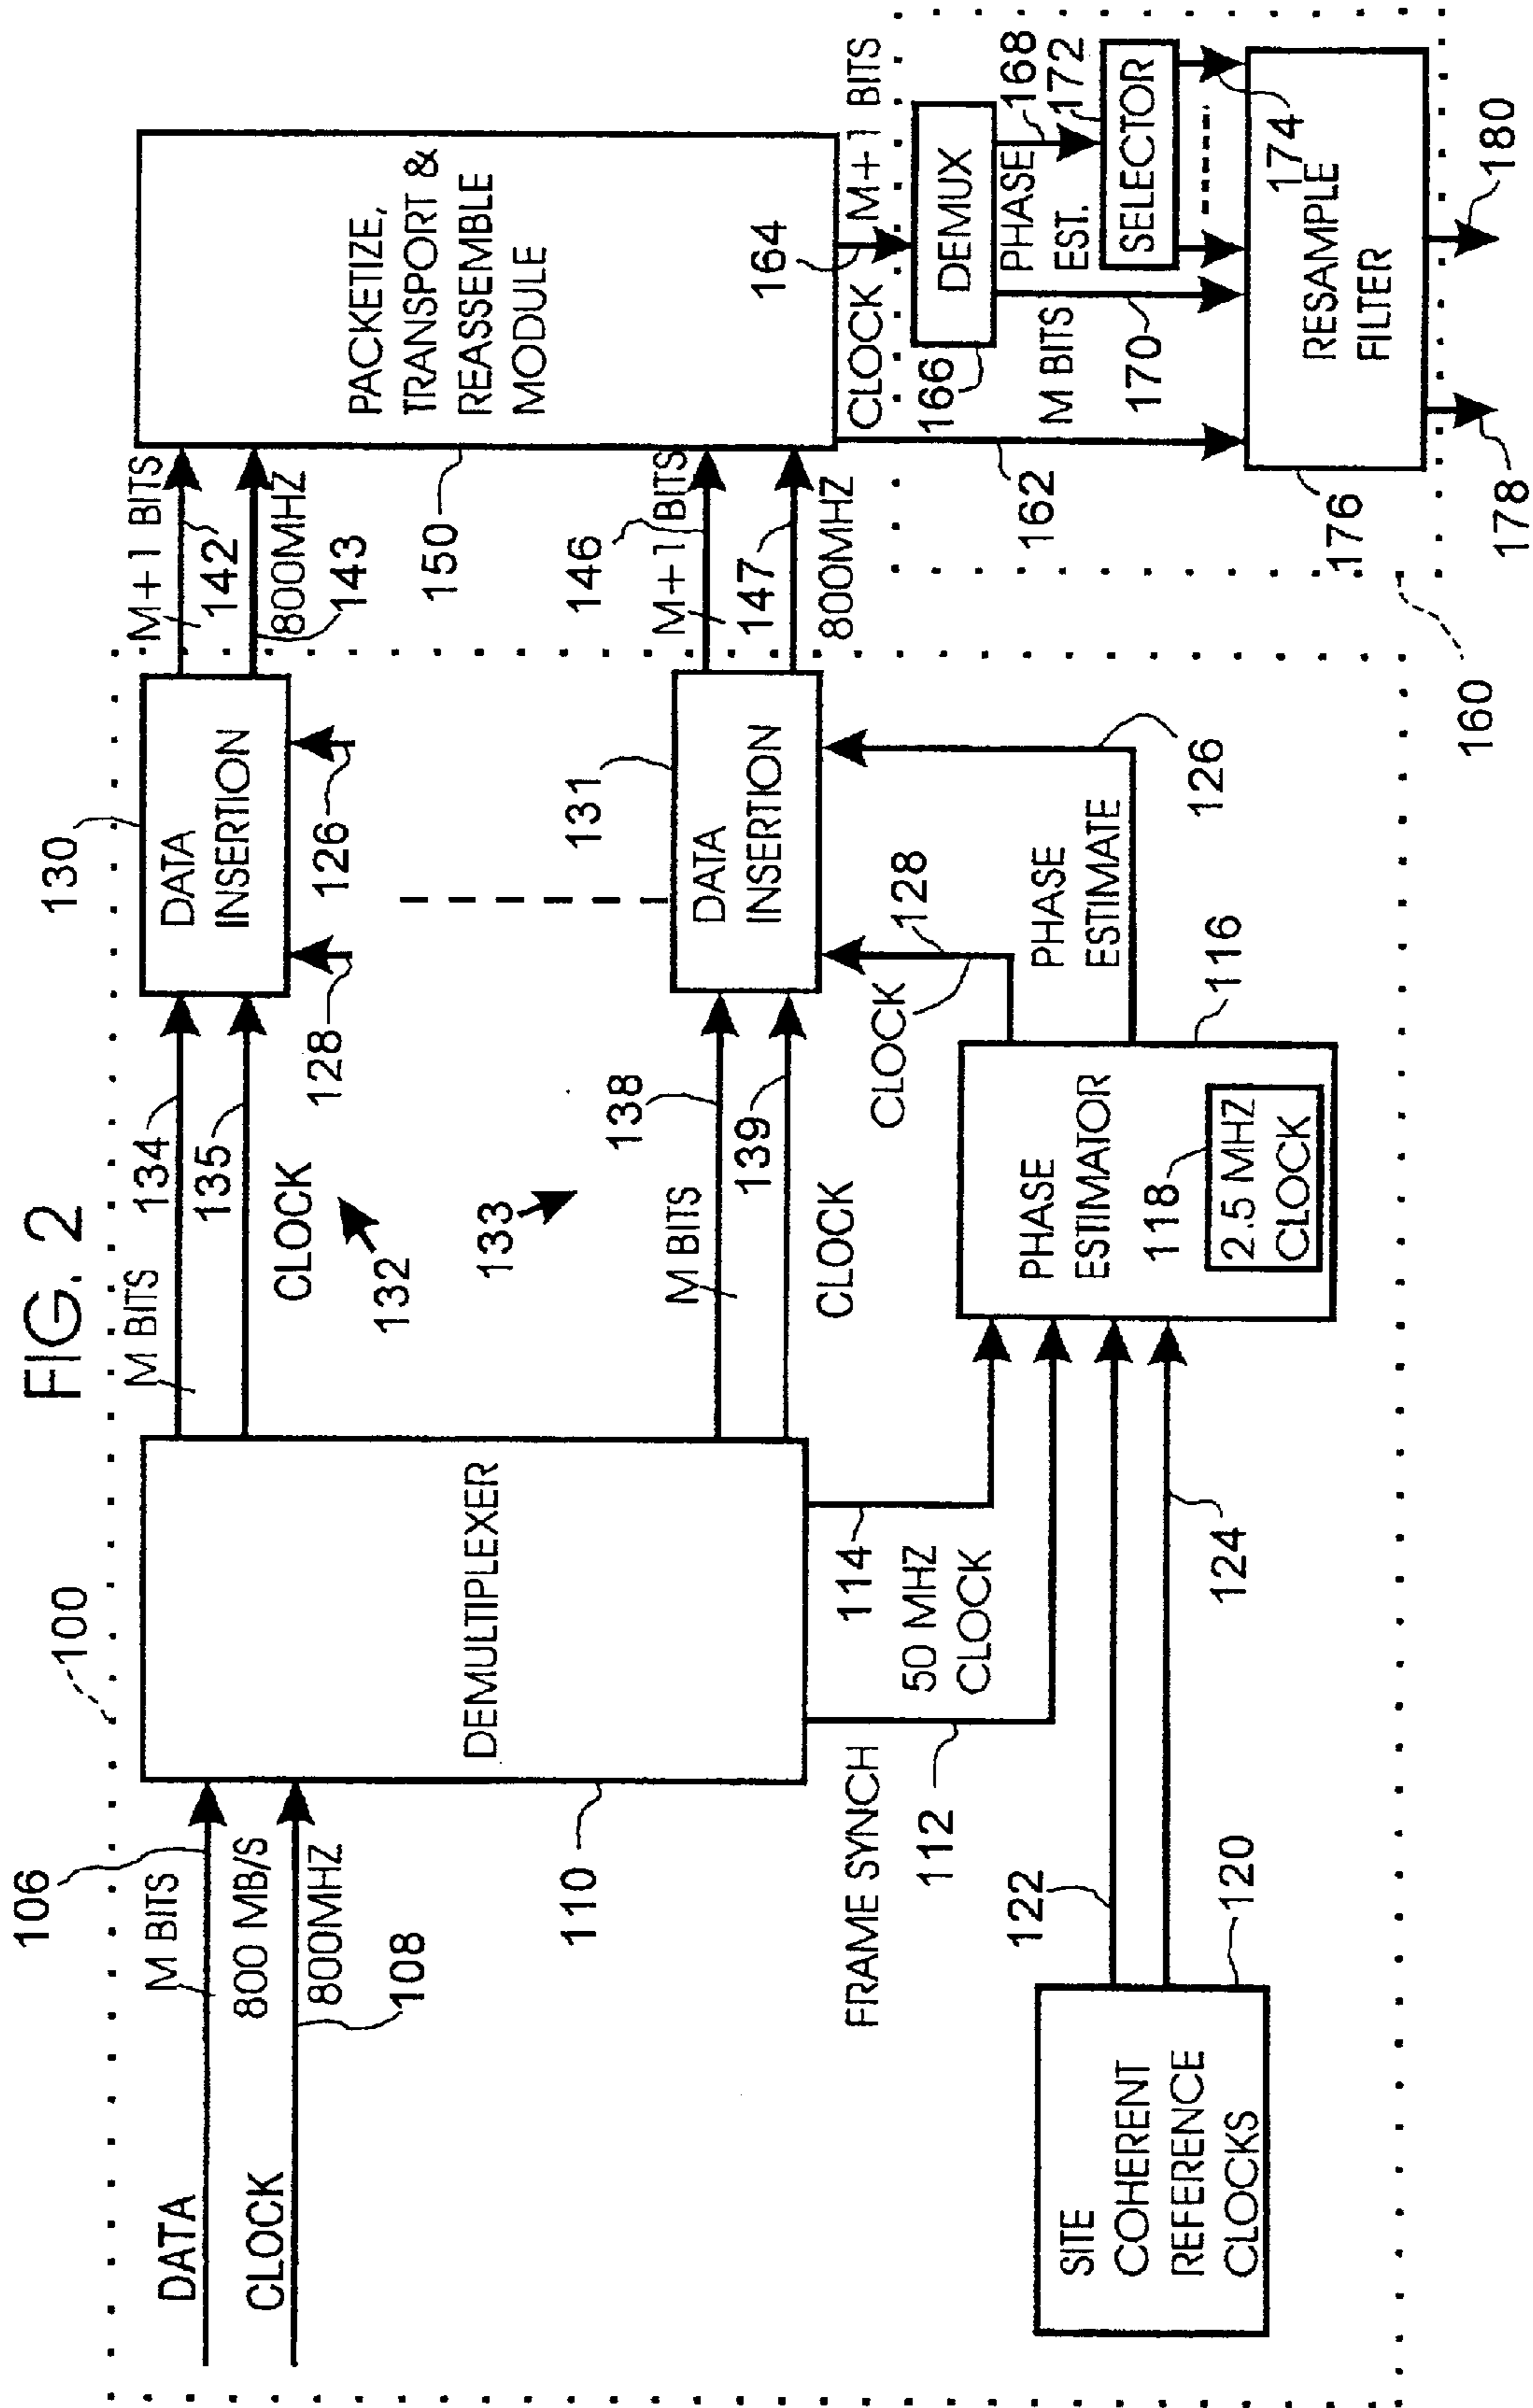 FIG. 2
100
106
DATA
M BITS
800 MB/S
CLOCK
800MHZ
108
DEMULTIPLEXER
110
FRAME SYNCH
112
114
50 MHZ
CLOCK
SITE
COHERENT
REFERENCE
CLOCKS
120
122
124
M BITS
134
135
CLOCK
132
133
M BITS
138
139
CLOCK
PHASE
ESTIMATOR
118
2.5 MHZ
CLOCK
116
CLOCK
128
PHASE
ESTIMATE
126
130
DATA
INSERTION
128
126
131
DATA
INSERTION
M+1 BITS
142
800MHZ
143
146
M+1 BITS
147
800MHZ
150
PACKETIZE,
TRANSPORT &
REASSEMBLE
MODULE
160
CLOCK
164
M+1 BITS
162
166
DEMUX
M BITS
170
PHASE
EST.
168
172
SELECTOR
174
176
RESAMPLE
FILTER
178
180